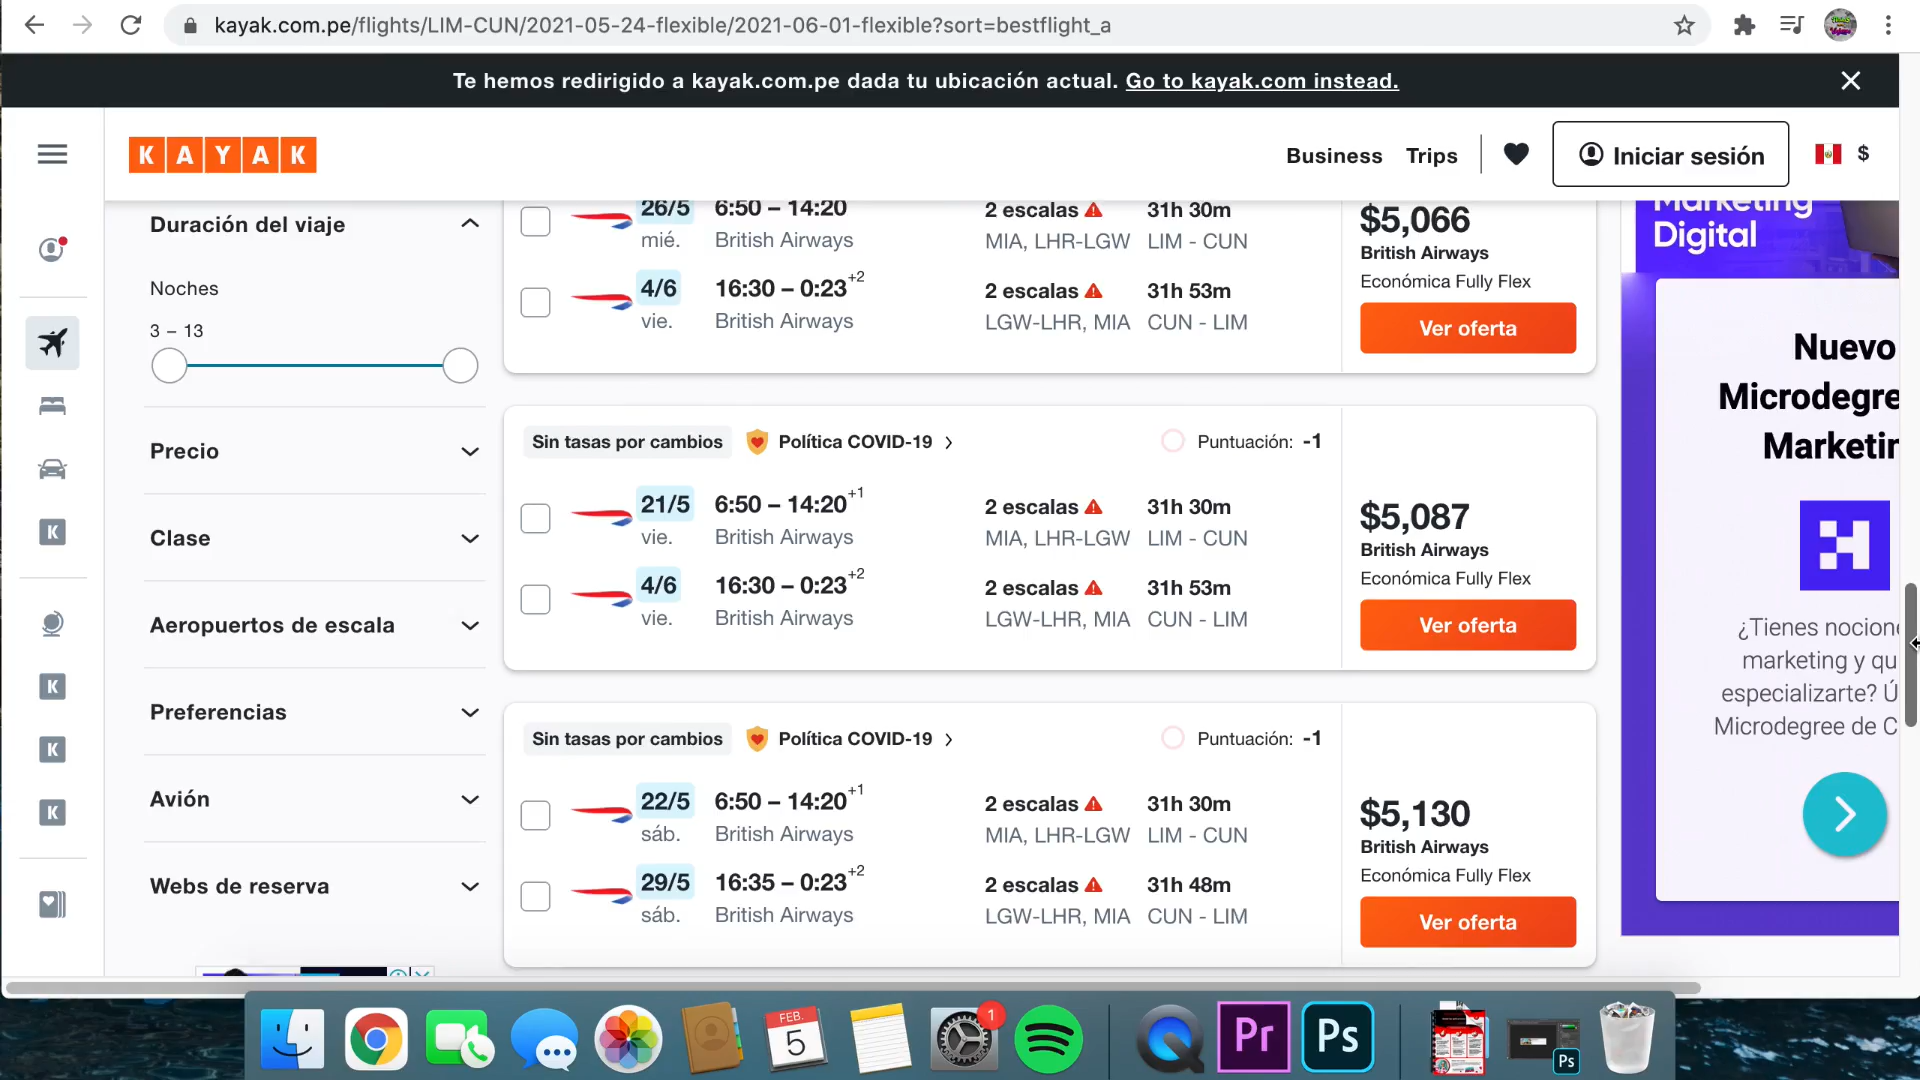 kayak.com.pe/flights/LIM-CUN/2021-05-24-flexible/2021-06-01-flexible?sort=bestflight_a
Te hemos redirigido a kayak.com.pe dada tu ubicación actual. Go to kayak.com instead.
KAYAK
Business
Trips
Iniciar sesión
$
Duración del viaje
Noches
3 – 13
Precio
Clase
Aeropuertos de escala
Preferencias
Avión
Webs de reserva
K
K
K
K
26/5 6:50 – 14:20 2 escalas 31h 30m
mié. British Airways MIA, LHR-LGW LIM - CUN
4/6 16:30 – 0:23+2 2 escalas 31h 53m
vie. British Airways LGW-LHR, MIA CUN - LIM
$5,066
British Airways
Económica Fully Flex
Ver oferta
Sin tasas por cambios Política COVID-19 Puntuación: -1
21/5 6:50 – 14:20+1 2 escalas 31h 30m
vie. British Airways MIA, LHR-LGW LIM - CUN
4/6 16:30 – 0:23+2 2 escalas 31h 53m
vie. British Airways LGW-LHR, MIA CUN - LIM
$5,087
British Airways
Económica Fully Flex
Ver oferta
Sin tasas por cambios Política COVID-19 Puntuación: -1
22/5 6:50 – 14:20+1 2 escalas 31h 30m
sáb. British Airways MIA, LHR-LGW LIM - CUN
29/5 16:35 – 0:23+2 2 escalas 31h 48m
sáb. British Airways LGW-LHR, MIA CUN - LIM
$5,130
British Airways
Económica Fully Flex
Ver oferta
Marketing
Digital
Nuevo
Microdegre
Marketin
¿Tienes nocione
marketing y qu
especializarte? Ú
Microdegree de C
FEB.
5
1
Pr
Ps
Ps